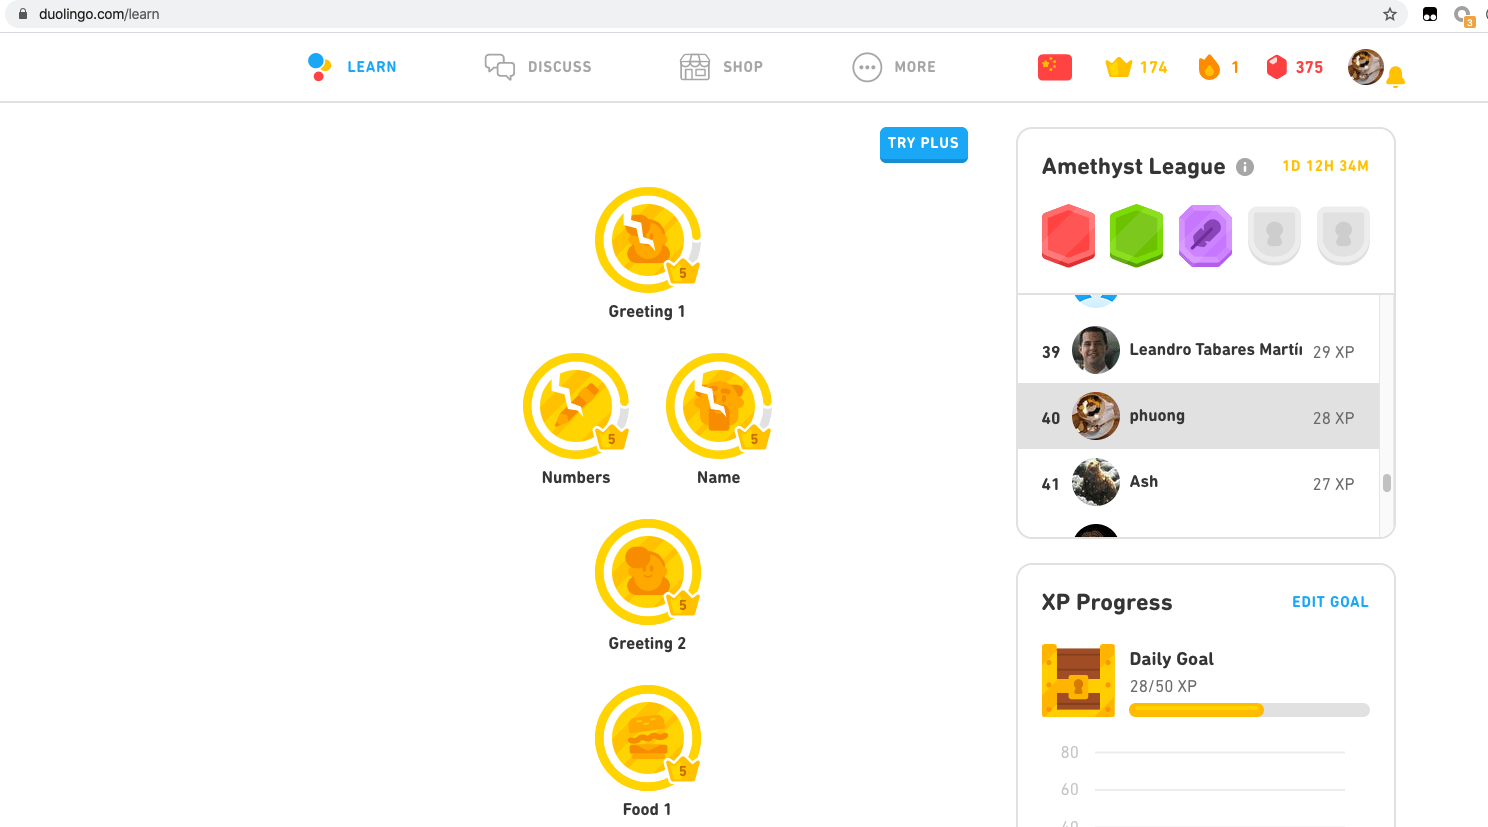 duolingo.com/learn
3
LEARN
DISCUSS
SHOP
MORE
174
1
375
TRY PLUS
5
Greeting 1
5
Numbers
5
Name
5
Greeting 2
5
Food 1
Amethyst League
1D 12H 34M
39 Leandro Tabares Martí 29 XP
40 phuong 28 XP
41 Ash 27 XP
XP Progress
EDIT GOAL
Daily Goal
28/50 XP
80
60